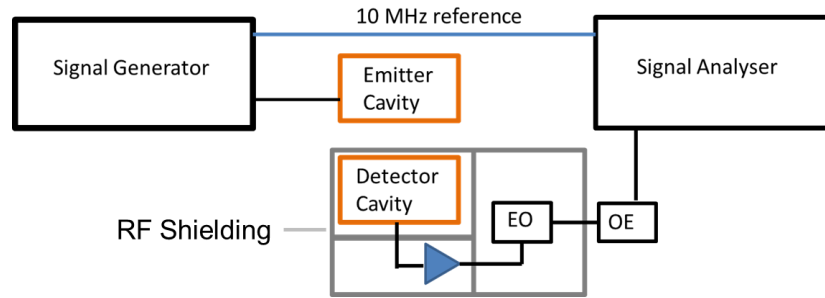 10 MHz reference
Signal Generator
Signal Analyser
Emitter
Cavity
Detector
Cavity
EO
OE
RF Shielding